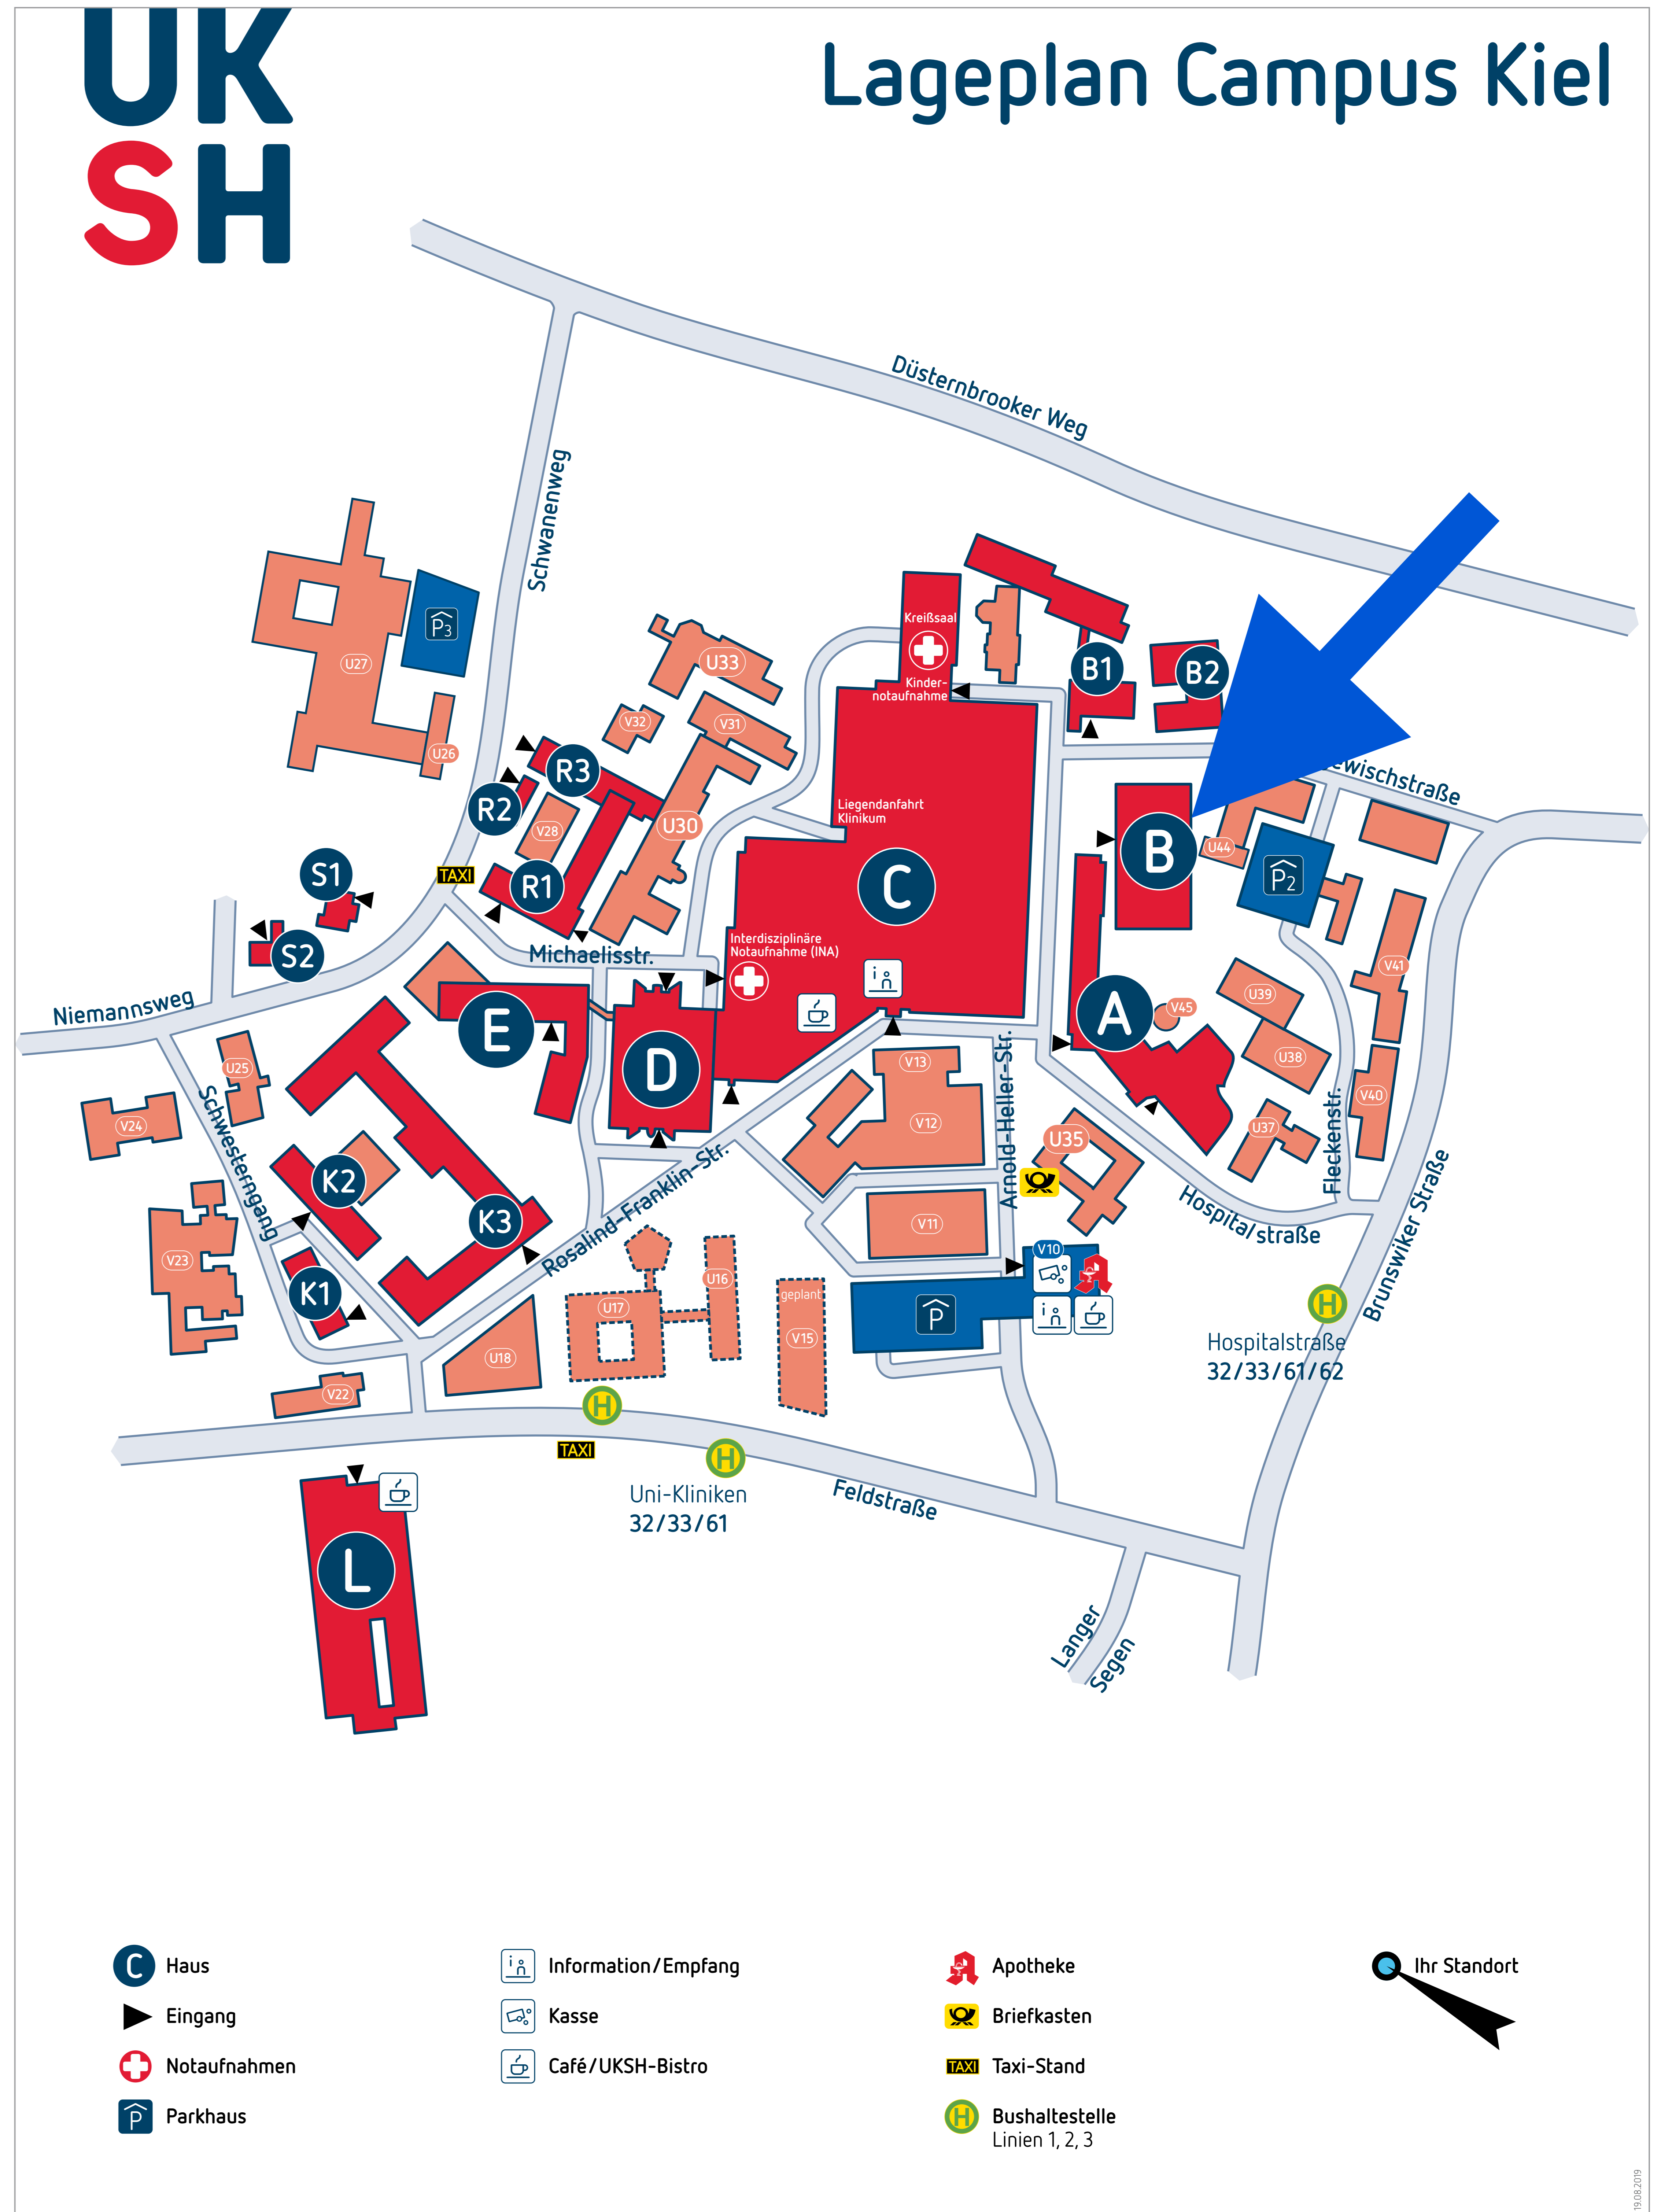 UK
SH
Lageplan Campus Kiel
Düsternbrooker Weg
Schwanenweg
P3
U27
U26
Kreißsaal
Kinder-
notaufnahme
B1
B2
U33
V32
V31
R3
R2
V28
U30
R1
TAXI
Liegendanfahrt
Klinikum
C
B
U44
P2
S1
S2
Michaelisstr.
Interdisziplinäre
Notaufnahme (INA)
Niemannsweg
E
D
A
V45
U39
V41
U38
V40
U37
Fleckenstr.
U25
V24
Schwesterngang
V13
V12
Arnold-Heller-Str.
U35
K2
K3
Rosalind-Franklin-Str.
V11
Hospitalstraße
Brunswiker Straße
V23
K1
U17
U16
geplant
V15
V10
P
H
Hospitalstraße
32/33/61/62
U18
V22
H
TAXI
H
Uni-Kliniken
32/33/61
Feldstraße
L
Langer
Segen
C Haus
Eingang
Notaufnahmen
P Parkhaus
Information/Empfang
Kasse
Café/UKSH-Bistro
Apotheke
Briefkasten
TAXI Taxi-Stand
H Bushaltestelle
Linien 1, 2, 3
Ihr Standort
19.08.2019